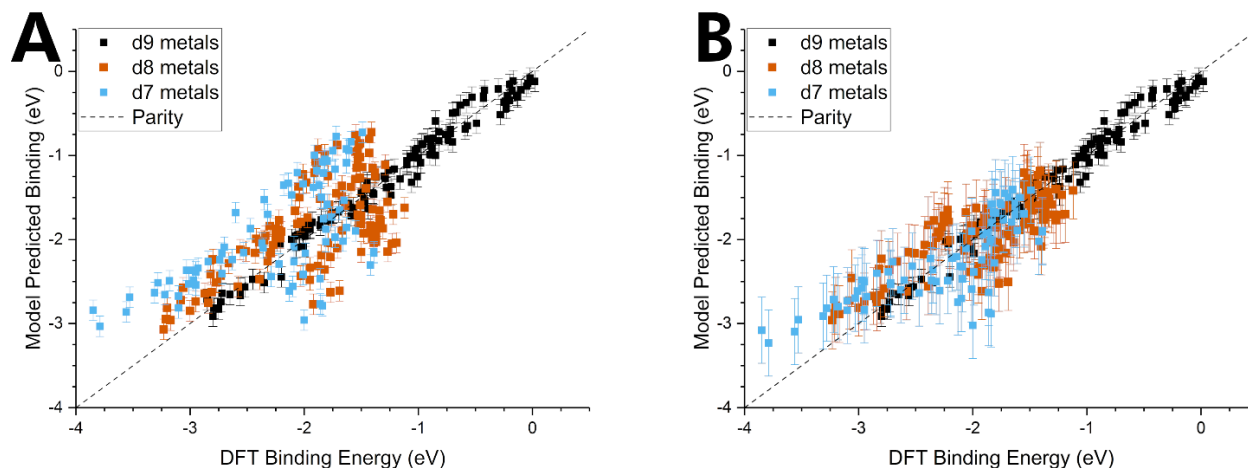 A
d9 metals
d8 metals
d7 metals
Parity
Model Predicted Binding (eV)
0
-1
-2
-3
-4
-4
-3
-2
-1
0
DFT Binding Energy (eV)
B
d9 metals
d8 metals
d7 metals
Parity
Model Predicted Binding (eV)
0
-1
-2
-3
-4
-4
-3
-2
-1
0
DFT Binding Energy (eV)